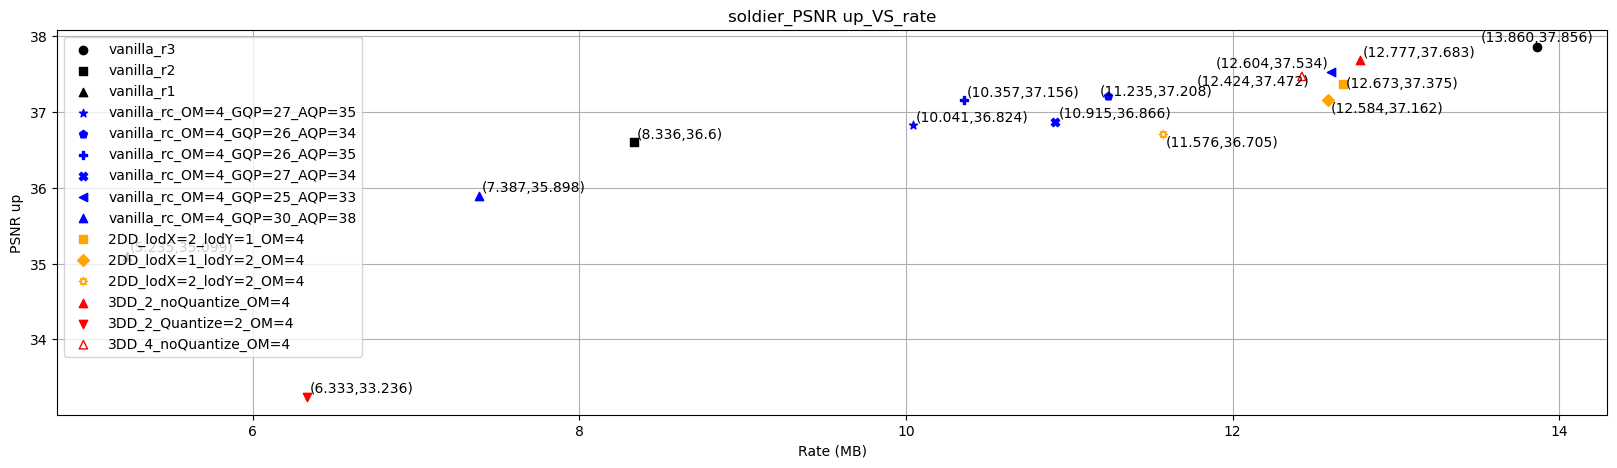 soldier_PSNR up_VS_rate
PSNR up
38
37
36
35
34
vanilla_r3
vanilla_r2
vanilla_r1
vanilla_rc_OM=4_GQP=27_AQP=35
vanilla_rc_OM=4_GQP=26_AQP=34
vanilla_rc_OM=4_GQP=26_AQP=35
vanilla_rc_OM=4_GQP=27_AQP=34
vanilla_rc_OM=4_GQP=25_AQP=33
vanilla_rc_OM=4_GQP=30_AQP=38
2DD_lodX=2_lodY=1_OM=4
2DD_lodX=1_lodY=2_OM=4
2DD_lodX=2_lodY=2_OM=4
3DD_2_noQuantize_OM=4
3DD_2_Quantize=2_OM=4
3DD_4_noQuantize_OM=4
(13.860,37.856)
(12.777,37.683)
(12.604,37.534)
(12.424,37.472)
(12.673,37.375)
(11.235,37.208)
(10.357,37.156)
(12.584,37.162)
(10.915,36.866)
(10.041,36.824)
(11.576,36.705)
(8.336,36.6)
(7.387,35.898)
(5.235,35.099)
(6.333,33.236)
6
8
10
12
14
Rate (MB)